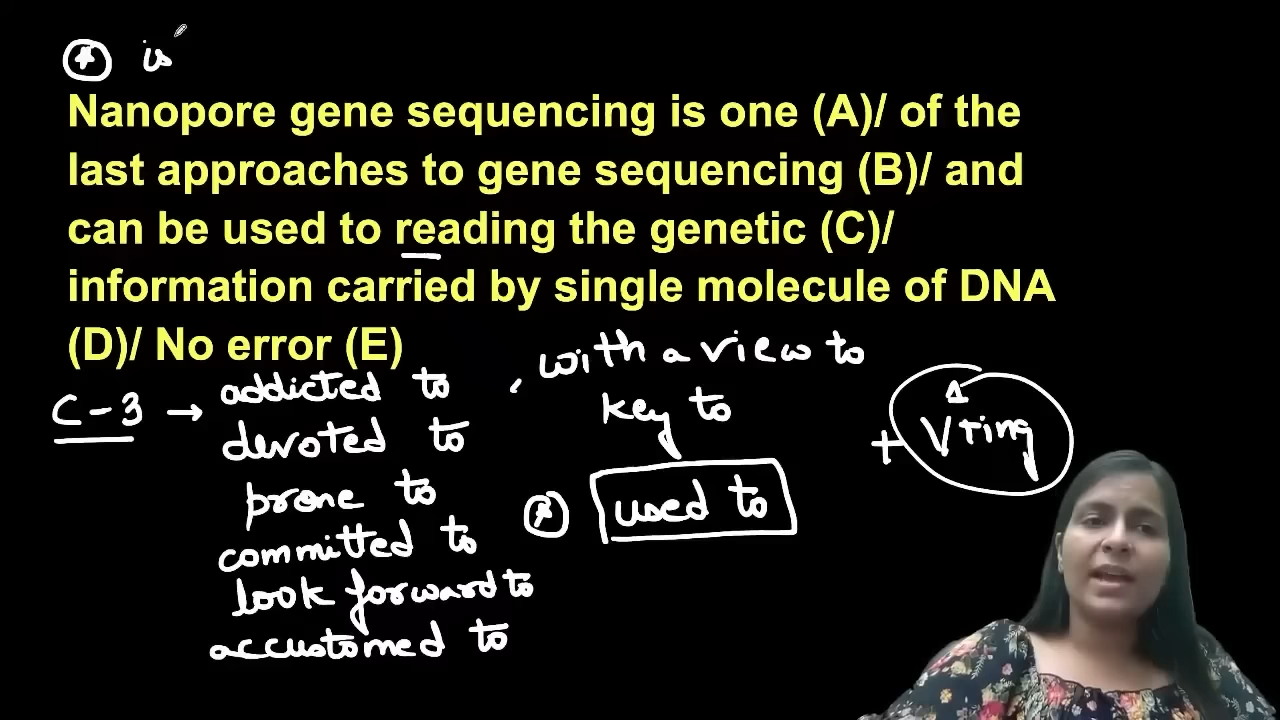 * is
Nanopore gene sequencing is one (A)/ of the
last approaches to gene sequencing (B)/ and
can be used to reading the genetic (C)/
information carried by single molecule of DNA
(D)/ No error (E)
C-3 → addicted to , with a view to
devoted to key to + V1 + ing
prone to * used to
committed to
look forward to
accustomed to